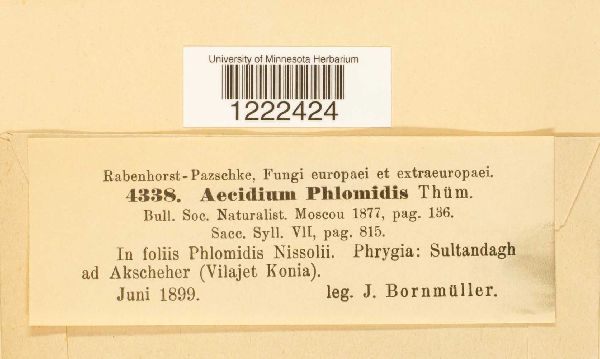 University of Minnesota Herbarium
1222424
Rabenhorst-Pazschke, Fungi europaei et extraeuropaei.
4338. Aecidium Phlomidis Thüm.
Bull. Soc. Naturalist. Moscou 1877, pag. 136.
Sacc. Syll. VII, pag. 815.
In foliis Phlomidis Nissolii. Phrygia: Sultandagh
ad Akscheher (Vilajet Konia).
Juni 1899. leg. J. Bornmüller.